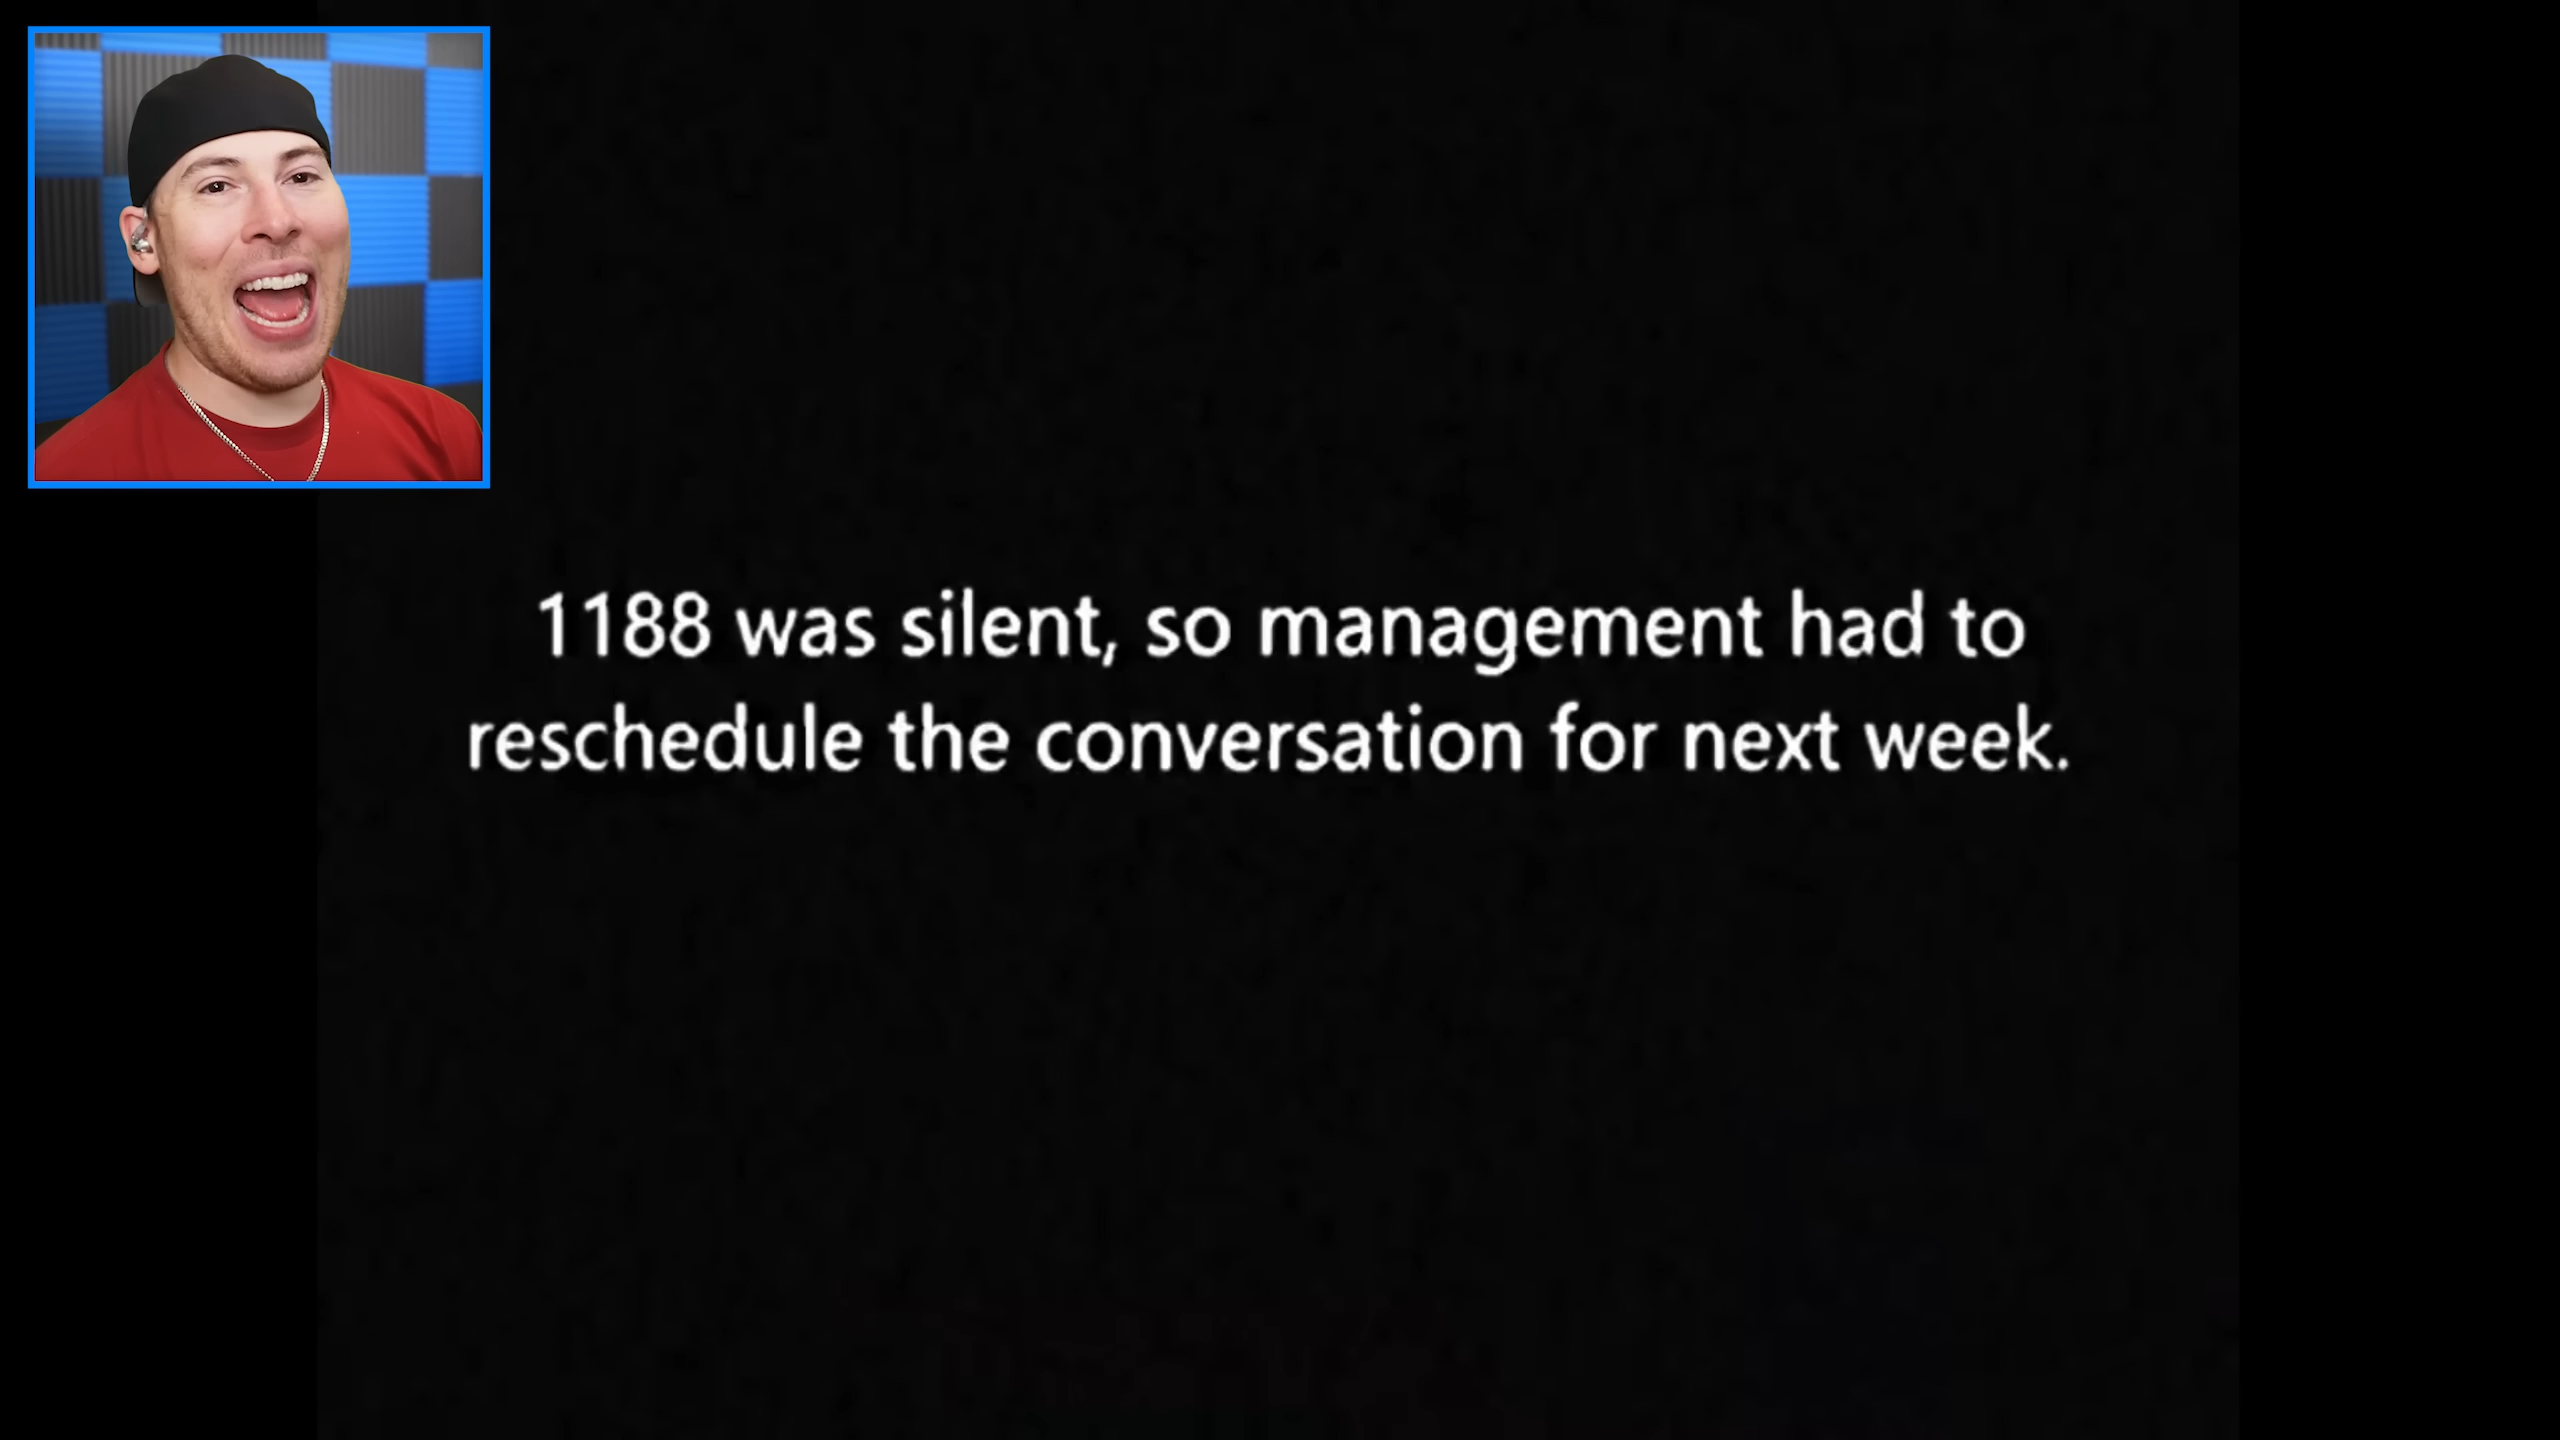 1188 was silent, so management had to
reschedule the conversation for next week.